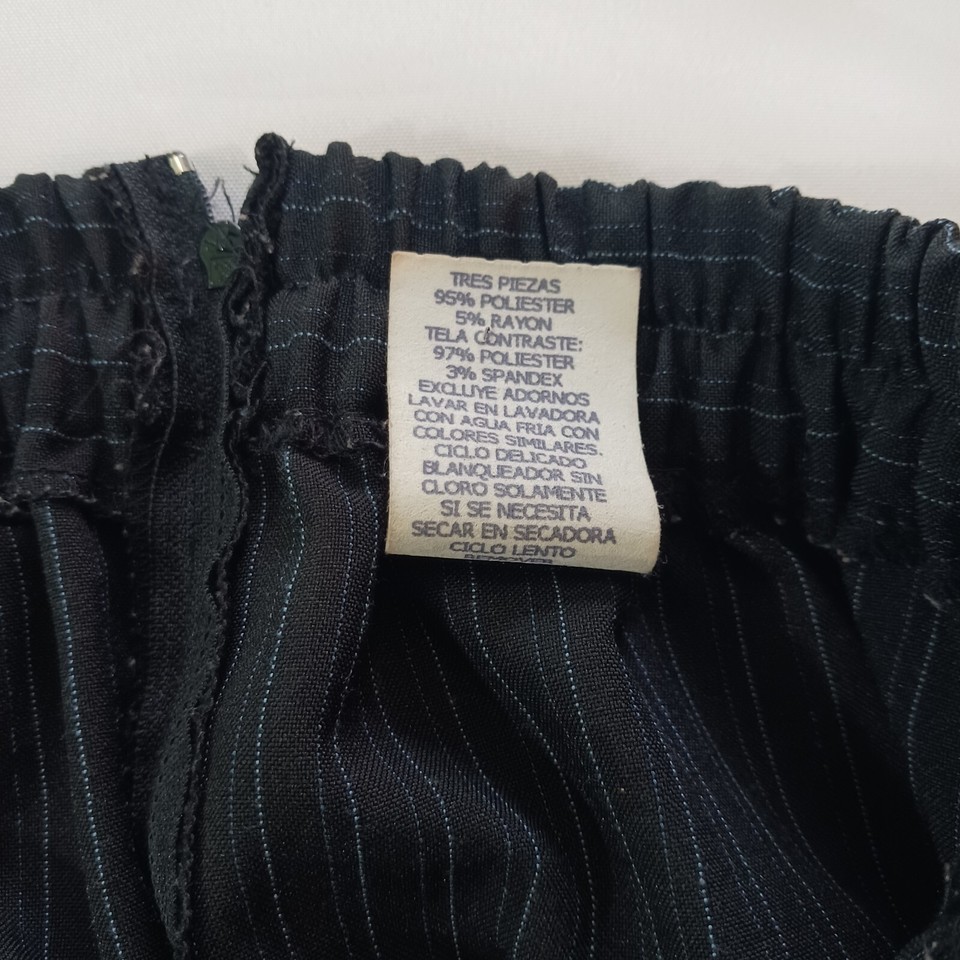 TRES PIEZAS
95% POLIESTER
5% RAYON
TELA CONTRASTE:
97% POLIESTER
3% SPANDEX
EXCLUYE ADORNOS
LAVAR EN LAVADORA
CON AGUA FRIA CON
COLORES SIMILARES.
CICLO DELICADO
BLANQUEADOR SIN
CLORO SOLAMENTE
SI SE NECESITA
SECAR EN SECADORA
CICLO LENTO
REMOVER